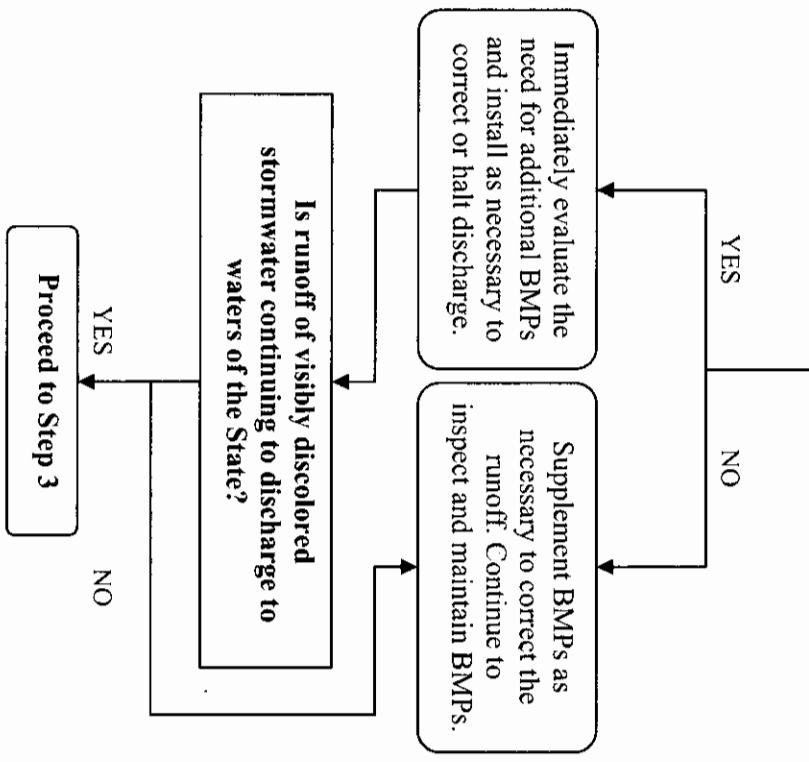 YES
NO
Immediately evaluate the
need for additional BMPs
and install as necessary to
correct or halt discharge.
Supplement BMPs as
necessary to correct the
runoff. Continue to
inspect and maintain BMPs.
Is runoff of visibly discolored
stormwater continuing to discharge to
waters of the State?
YES
NO
Proceed to Step 3